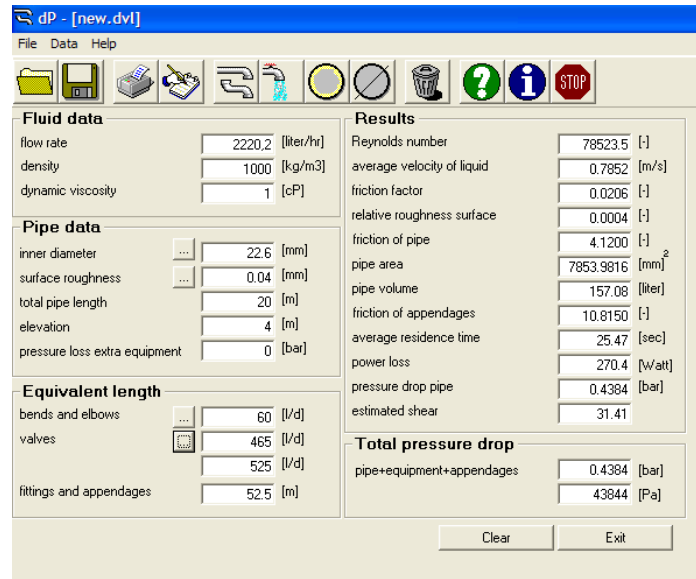 dP - [new.dvl]
File Data Help
STOP
Fluid data
flow rate 2220,2 [liter/hr]
density 1000 [kg/m3]
dynamic viscosity 1 [cP]
Pipe data
inner diameter ... 22.6 [mm]
surface roughness ... 0.04 [mm]
total pipe length 20 [m]
elevation 4 [m]
pressure loss extra equipment 0 [bar]
Equivalent length
bends and elbows ... 60 [l/d]
valves ... 465 [l/d]
525 [l/d]
fittings and appendages 52.5 [m]
Results
Reynolds number 78523.5 [-]
average velocity of liquid 0.7852 [m/s]
friction factor 0.0206 [-]
relative roughness surface 0.0004 [-]
friction of pipe 4.1200 [-]
pipe area 7853.9816 [mm]2
pipe volume 157.08 [liter]
friction of appendages 10.8150 [-]
average residence time 25.47 [sec]
power loss 270.4 [Watt]
pressure drop pipe 0.4384 [bar]
estimated shear 31.41
Total pressure drop
pipe+equipment+appendages 0.4384 [bar]
43844 [Pa]
Clear Exit